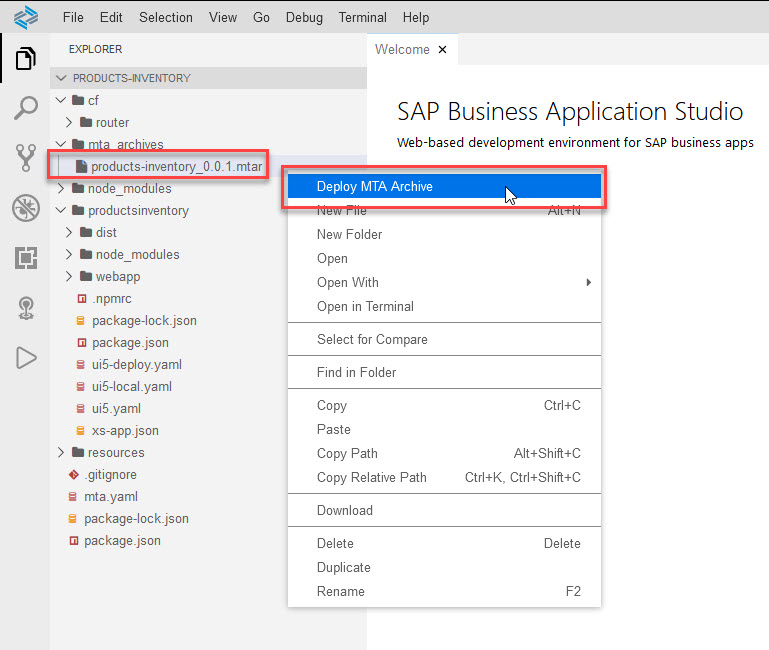 File Edit Selection View Go Debug Terminal Help
EXPLORER
PRODUCTS-INVENTORY
cf
router
mta_archives
products-inventory_0.0.1.mtar
node_modules
productsinventory
dist
node_modules
webapp
.npmrc
package-lock.json
package.json
ui5-deploy.yaml
ui5-local.yaml
ui5.yaml
xs-app.json
resources
.gitignore
mta.yaml
package-lock.json
package.json
Welcome
SAP Business Application Studio
Web-based development environment for SAP business apps
Deploy MTA Archive
New File Alt+N
New Folder
Open
Open With
Open in Terminal
Select for Compare
Find in Folder
Copy Ctrl+C
Paste
Copy Path Alt+Shift+C
Copy Relative Path Ctrl+K, Ctrl+Shift+C
Download
Delete Delete
Duplicate
Rename F2